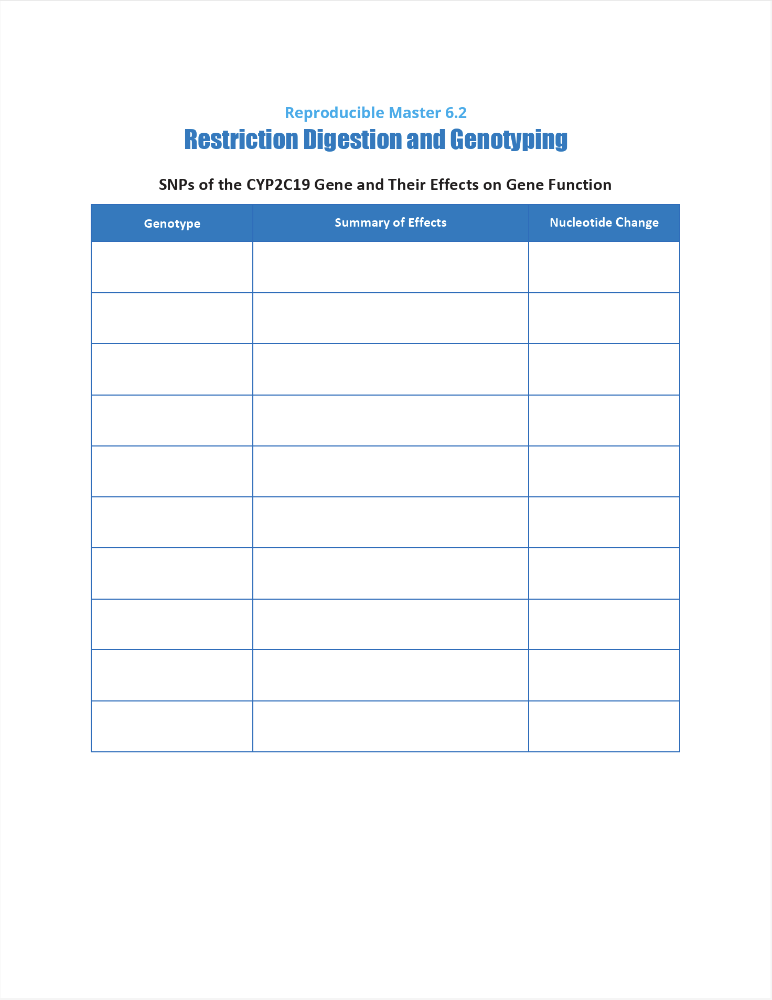 Reproducible Master 6.2
Restriction Digestion and Genotyping
SNPs of the CYP2C19 Gene and Their Effects on Gene Function
Genotype Summary of Effects Nucleotide Change